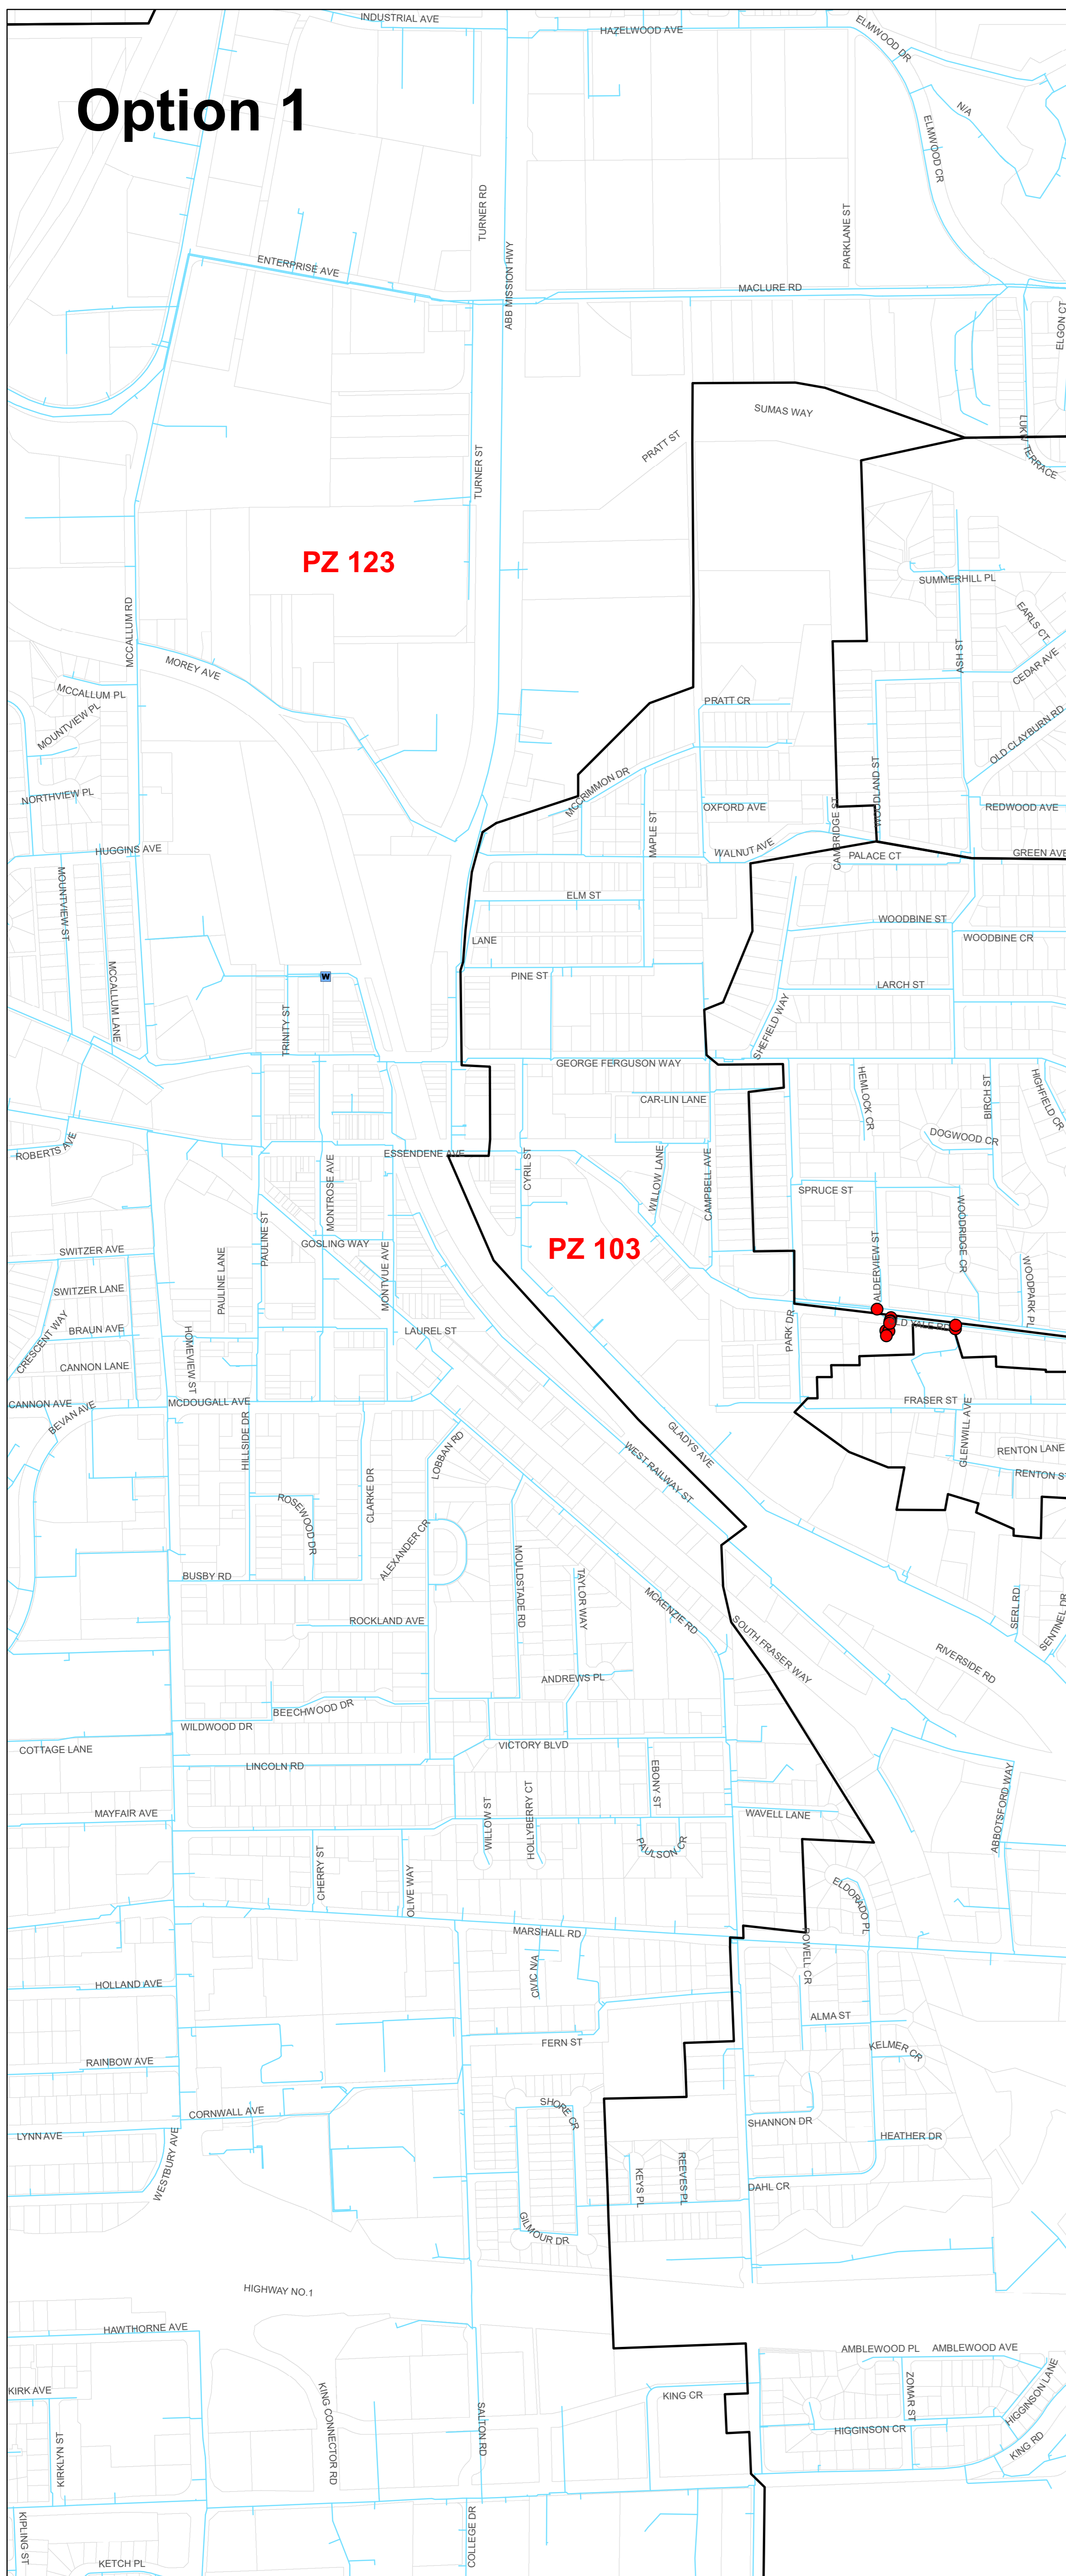 INDUSTRIAL AVE
HAZELWOOD AVE
ELMWOOD DR
Option 1
N/A
ELMWOOD CR
TURNER RD
PARKLANE ST
ABB MISSION HWY
ENTERPRISE AVE
MACLURE RD
ELGON CT
SUMAS WAY
PRATT ST
LUKIV TERRACE
TURNER ST
PZ 123
SUMMERHILL PL
EARLS CT
MCCALLUM RD
ASH ST
CEDAR AVE
MOREY AVE
MCCALLUM PL
PRATT CR
MOUNTVIEW PL
OLD CLAYBURN RD
WOODLAND ST
NORTHVIEW PL
MCCRIMMON DR
OXFORD AVE
REDWOOD AVE
CAMBRIDGE ST
MAPLE ST
HUGGINS AVE
WALNUT AVE
PALACE CT
GREEN AVE
MOUNTVIEW ST
ELM ST
WOODBINE ST
LANE
WOODBINE CR
W
PINE ST
LARCH ST
MCCALLUM LANE
TRINITY ST
SHEFIELD WAY
GEORGE FERGUSON WAY
HEMLOCK CR
BIRCH ST
HIGHFIELD CR
CAR-LIN LANE
DOGWOOD CR
ROBERTS AVE
ESSENDENE AVE
CYRIL ST
WILLOW LANE
CAMPBELL AVE
MONTROSE AVE
SPRUCE ST
WOODRIDGE CR
PAULINE ST
GOSLING WAY
SWITZER AVE
PZ 103
ALDERVIEW ST
PAULINE LANE
MONTVUE AVE
WOODPARK PL
SWITZER LANE
CRESCENT WAY
BRAUN AVE
LAUREL ST
PARK DR
HOMEVIEW ST
CANNON LANE
CANNON AVE
MCDOUGALL AVE
FRASER ST
BEVAN AVE
HILLSIDE DR
GLADYS AVE
GLENWILL AVE
LOBBAN RD
RENTON LANE
WEST RAILWAY ST
RENTON ST
CLARKE DR
ROSEWOOD DR
ALEXANDER CR
BUSBY RD
MOULDSTADE RD
TAYLOR WAY
MCKENZIE RD
SERL RD
SENTINEL DR
ROCKLAND AVE
SOUTH FRASER WAY
RIVERSIDE RD
ANDREWS PL
BEECHWOOD DR
WILDWOOD DR
COTTAGE LANE
VICTORY BLVD
LINCOLN RD
EBONY ST
ABBOTSFORD WAY
MAYFAIR AVE
WILLOW ST
HOLLYBERRY CT
WAVELL LANE
PAULSON CR
CHERRY ST
OLIVE WAY
ELDORADO PL
MARSHALL RD
ROWELL CR
CIVIC N/A
HOLLAND AVE
ALMA ST
FERN ST
KELMER CR
RAINBOW AVE
SHORE CR
CORNWALL AVE
SHANNON DR
LYNN AVE
HEATHER DR
WESTBURY AVE
KEYS PL
REEVES PL
DAHL CR
GILMOUR DR
HIGHWAY NO.1
HAWTHORNE AVE
AMBLEWOOD PL
AMBLEWOOD AVE
KIRK AVE
KING CONNECTOR RD
KING CR
ZOMAR ST
HIGGINSON LANE
SALTON RD
HIGGINSON CR
KING RD
KIRKLYN ST
KIPLING ST
COLLEGE DR
KETCH PL